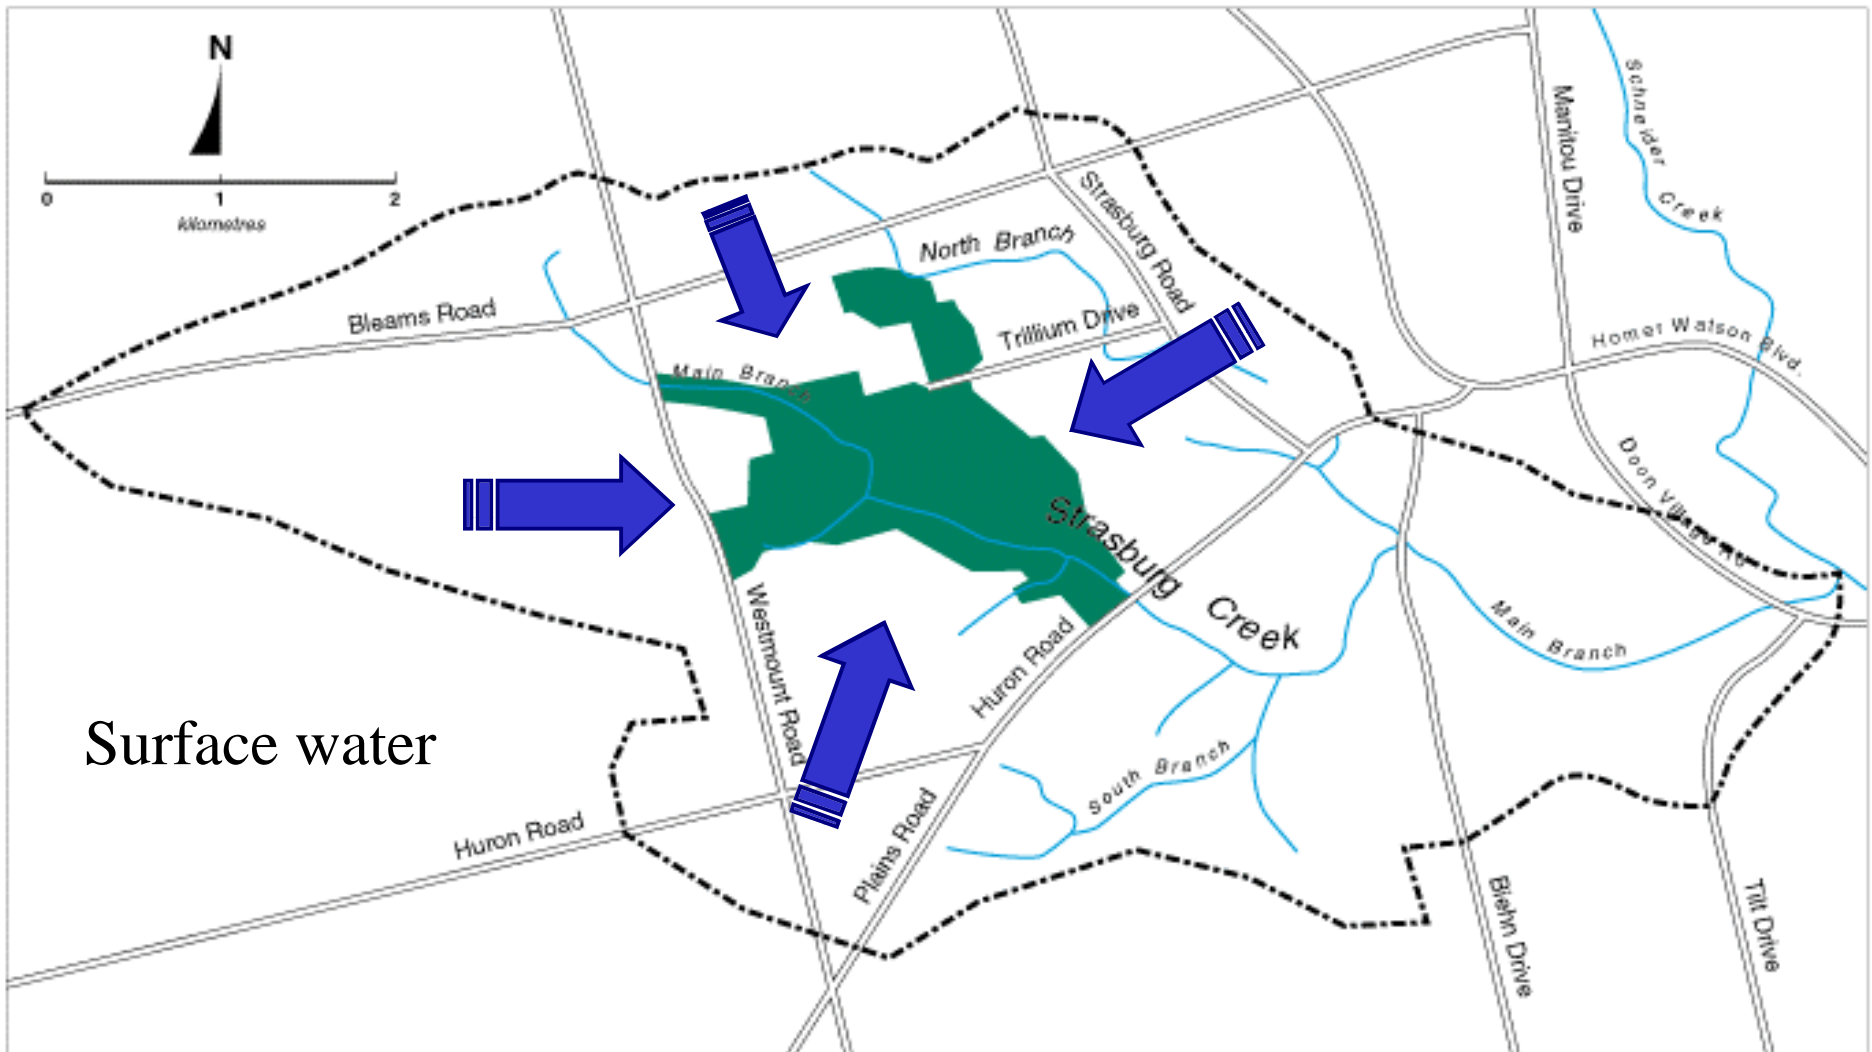 N
0 1 2
kilometres
Schneider Creek
Manitou Drive
Strasburg Road
North Branch
Bleams Road
Trillium Drive
Homer Watson Blvd.
Main Branch
Doon Village Rd
Strasburg Creek
Westmount Road
Main Branch
Huron Road
Surface water
South Branch
Huron Road
Plains Road
Biehn Drive
Tilt Drive